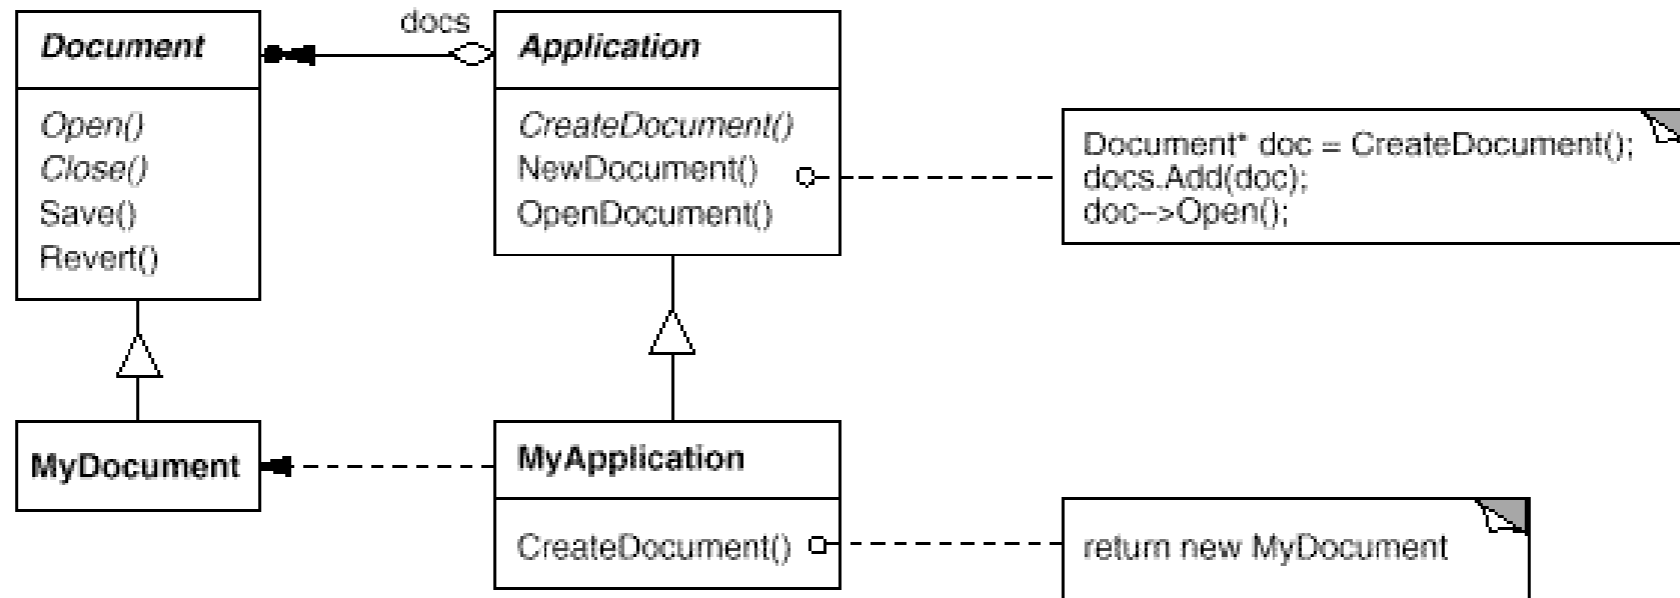 docs
Document
Open()
Close()
Save()
Revert()
Application
CreateDocument()
NewDocument()
OpenDocument()
Document* doc = CreateDocument();
docs.Add(doc);
doc->Open();
MyDocument
MyApplication
CreateDocument()
return new MyDocument